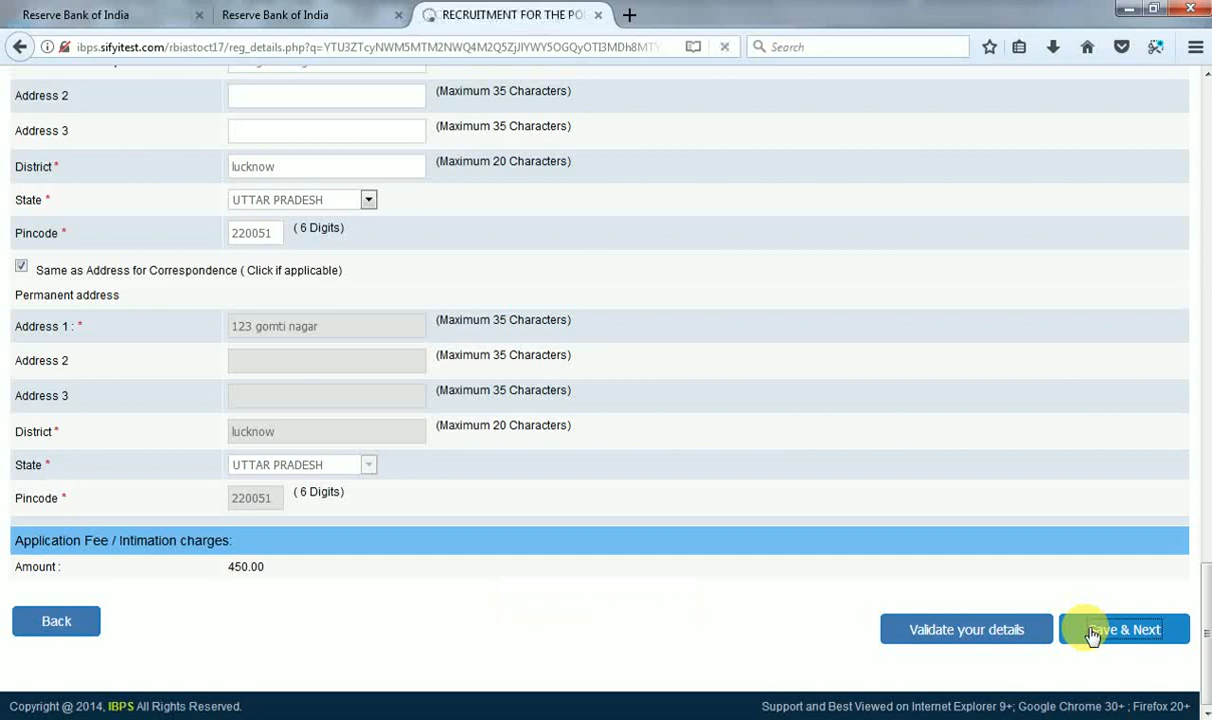 Reserve Bank of India
Reserve Bank of India
RECRUITMENT FOR THE PO
ibps.sifyitest.com/rbiastoct17/reg_details.php?q=
Search
Address 2
(Maximum 35 Characters)
Address 3
(Maximum 35 Characters)
District *
lucknow
(Maximum 20 Characters)
State *
UTTAR PRADESH
Pincode *
220051
( 6 Digits)
Same as Address for Correspondence ( Click if applicable)
Permanent address
Address 1 : *
123 gomti nagar
(Maximum 35 Characters)
Address 2
(Maximum 35 Characters)
Address 3
(Maximum 35 Characters)
District *
lucknow
(Maximum 20 Characters)
State *
UTTAR PRADESH
Pincode *
220051
( 6 Digits)
Application Fee / Intimation charges:
Amount :
450.00
Back
Validate your details
Save & Next
Copyright @ 2014, IBPS All Rights Reserved.
Support and Best Viewed on Internet Explorer 9+; Google Chrome 30+ ; Firefox 20+